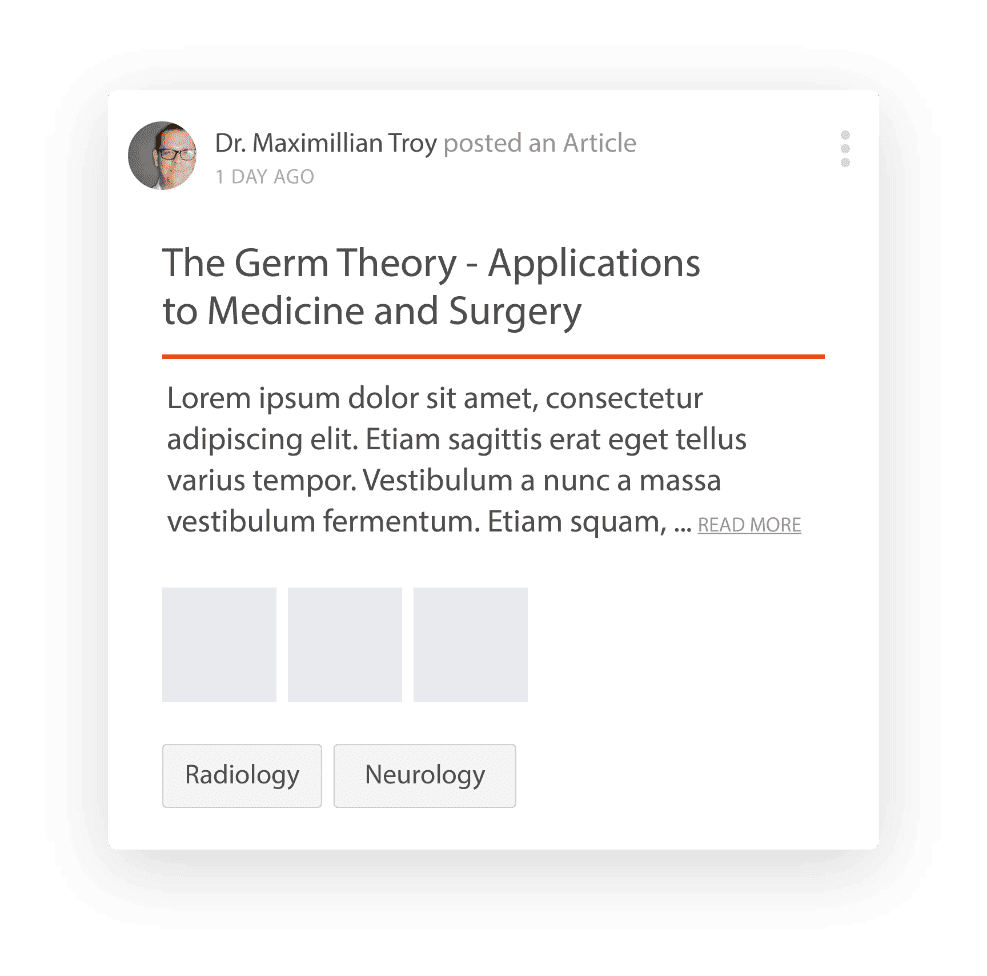 Dr. Maximillian Troy posted an Article
1 DAY AGO
The Germ Theory - Applications
to Medicine and Surgery
Lorem ipsum dolor sit amet, consectetur
adipiscing elit. Etiam sagittis erat eget tellus
varius tempor. Vestibulum a nunc a massa
vestibulum fermentum. Etiam squam, ... READ MORE
Radiology Neurology